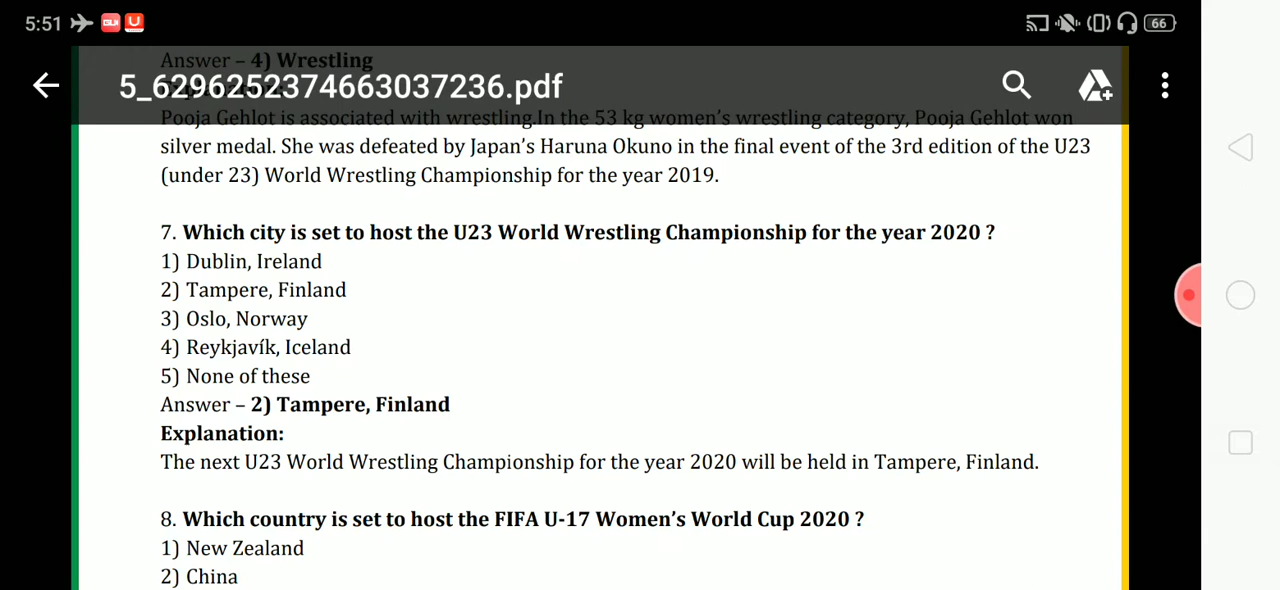 5:51
66
Answer – 4) Wrestling
5_6296252374663037236.pdf
Pooja Gehlot is associated with wrestling.In the 53 kg women's wrestling category, Pooja Gehlot won
silver medal. She was defeated by Japan's Haruna Okuno in the final event of the 3rd edition of the U23
(under 23) World Wrestling Championship for the year 2019.
7. Which city is set to host the U23 World Wrestling Championship for the year 2020 ?
1) Dublin, Ireland
2) Tampere, Finland
3) Oslo, Norway
4) Reykjavík, Iceland
5) None of these
Answer – 2) Tampere, Finland
Explanation:
The next U23 World Wrestling Championship for the year 2020 will be held in Tampere, Finland.
8. Which country is set to host the FIFA U-17 Women's World Cup 2020 ?
1) New Zealand
2) China